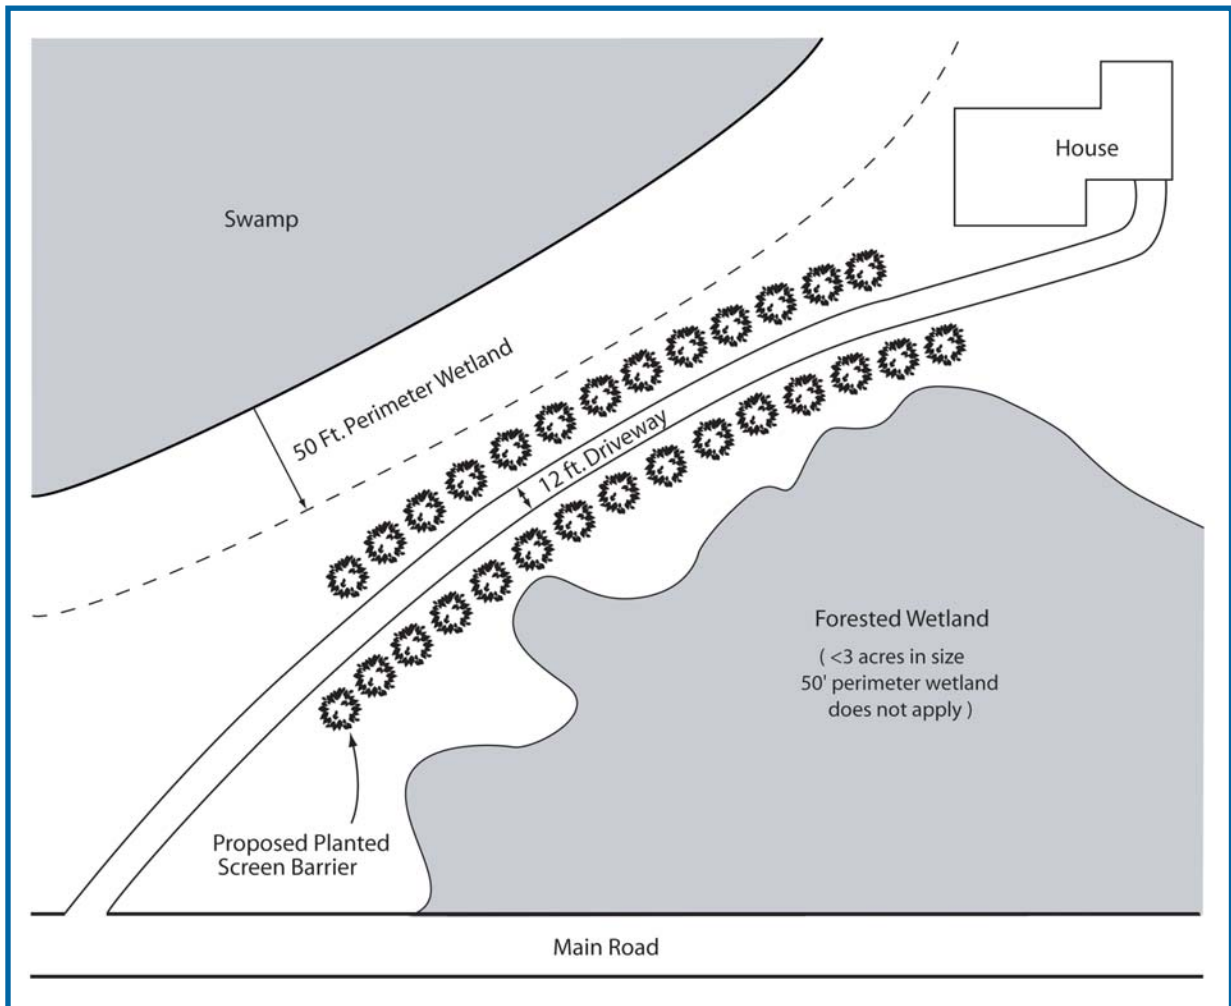 House
Swamp
50 Ft. Perimeter Wetland
12 ft. Driveway
Forested Wetland
( <3 acres in size
50' perimeter wetland
does not apply )
Proposed Planted
Screen Barrier
Main Road